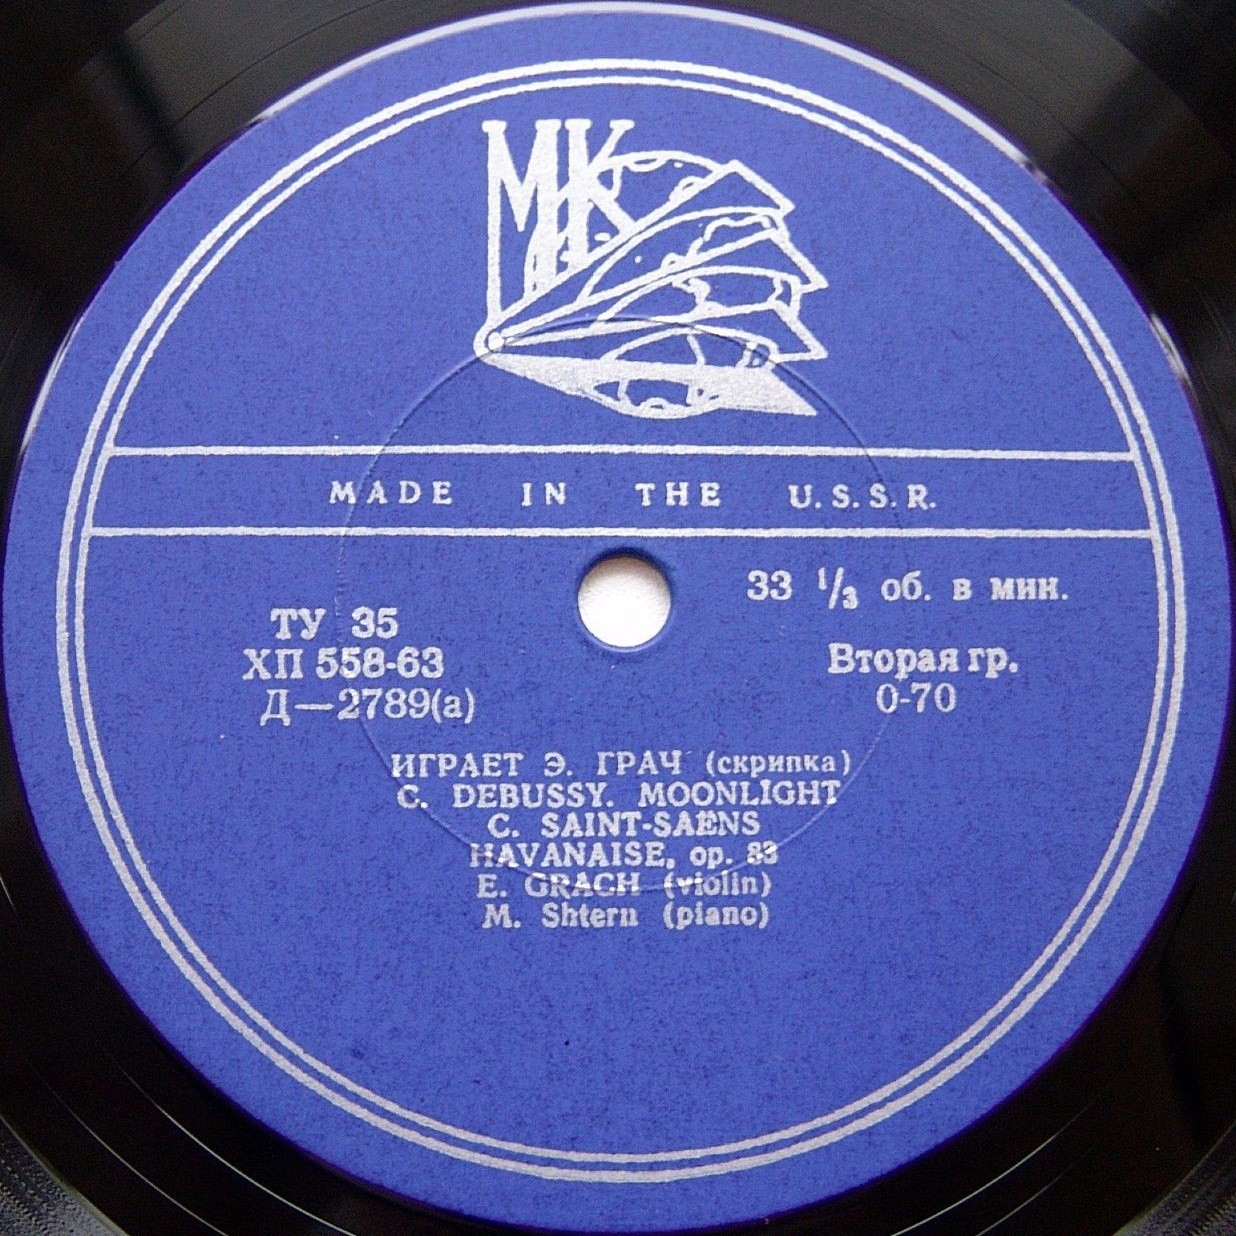 МК
MADE IN THE U.S.S.R.
33 1/3 об. в мин.
ТУ 35
ХП 558-63
Д—2789(а)
Вторая гр.
0-70
ИГРАЕТ Э. ГРАЧ (скрипка)
C. DEBUSSY. MOONLIGHT
C. SAINT-SAËNS
HAVANAISE, op. 83
E. GRACH (violin)
M. Shtern (piano)